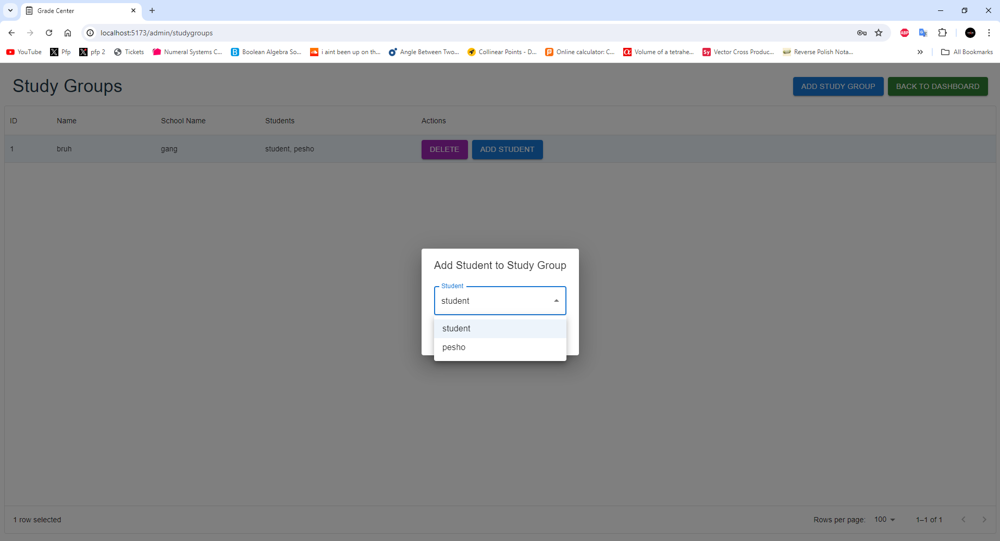 Grade Center
localhost:5173/admin/studygroups
YouTube Pfp pfp 2 Tickets Numeral Systems C... Boolean Algebra So... i aint been up on th... Angle Between Two... Collinear Points - D... Online calculator: C... Volume of a tetrahe... Sy Vector Cross Produc... Reverse Polish Nota... All Bookmarks
ABP
Study Groups
ADD STUDY GROUP BACK TO DASHBOARD
ID Name School Name Students Actions
1 bruh gang student, pesho DELETE ADD STUDENT
Add Student to Study Group
Student
student
student
pesho
1 row selected Rows per page: 100 1–1 of 1